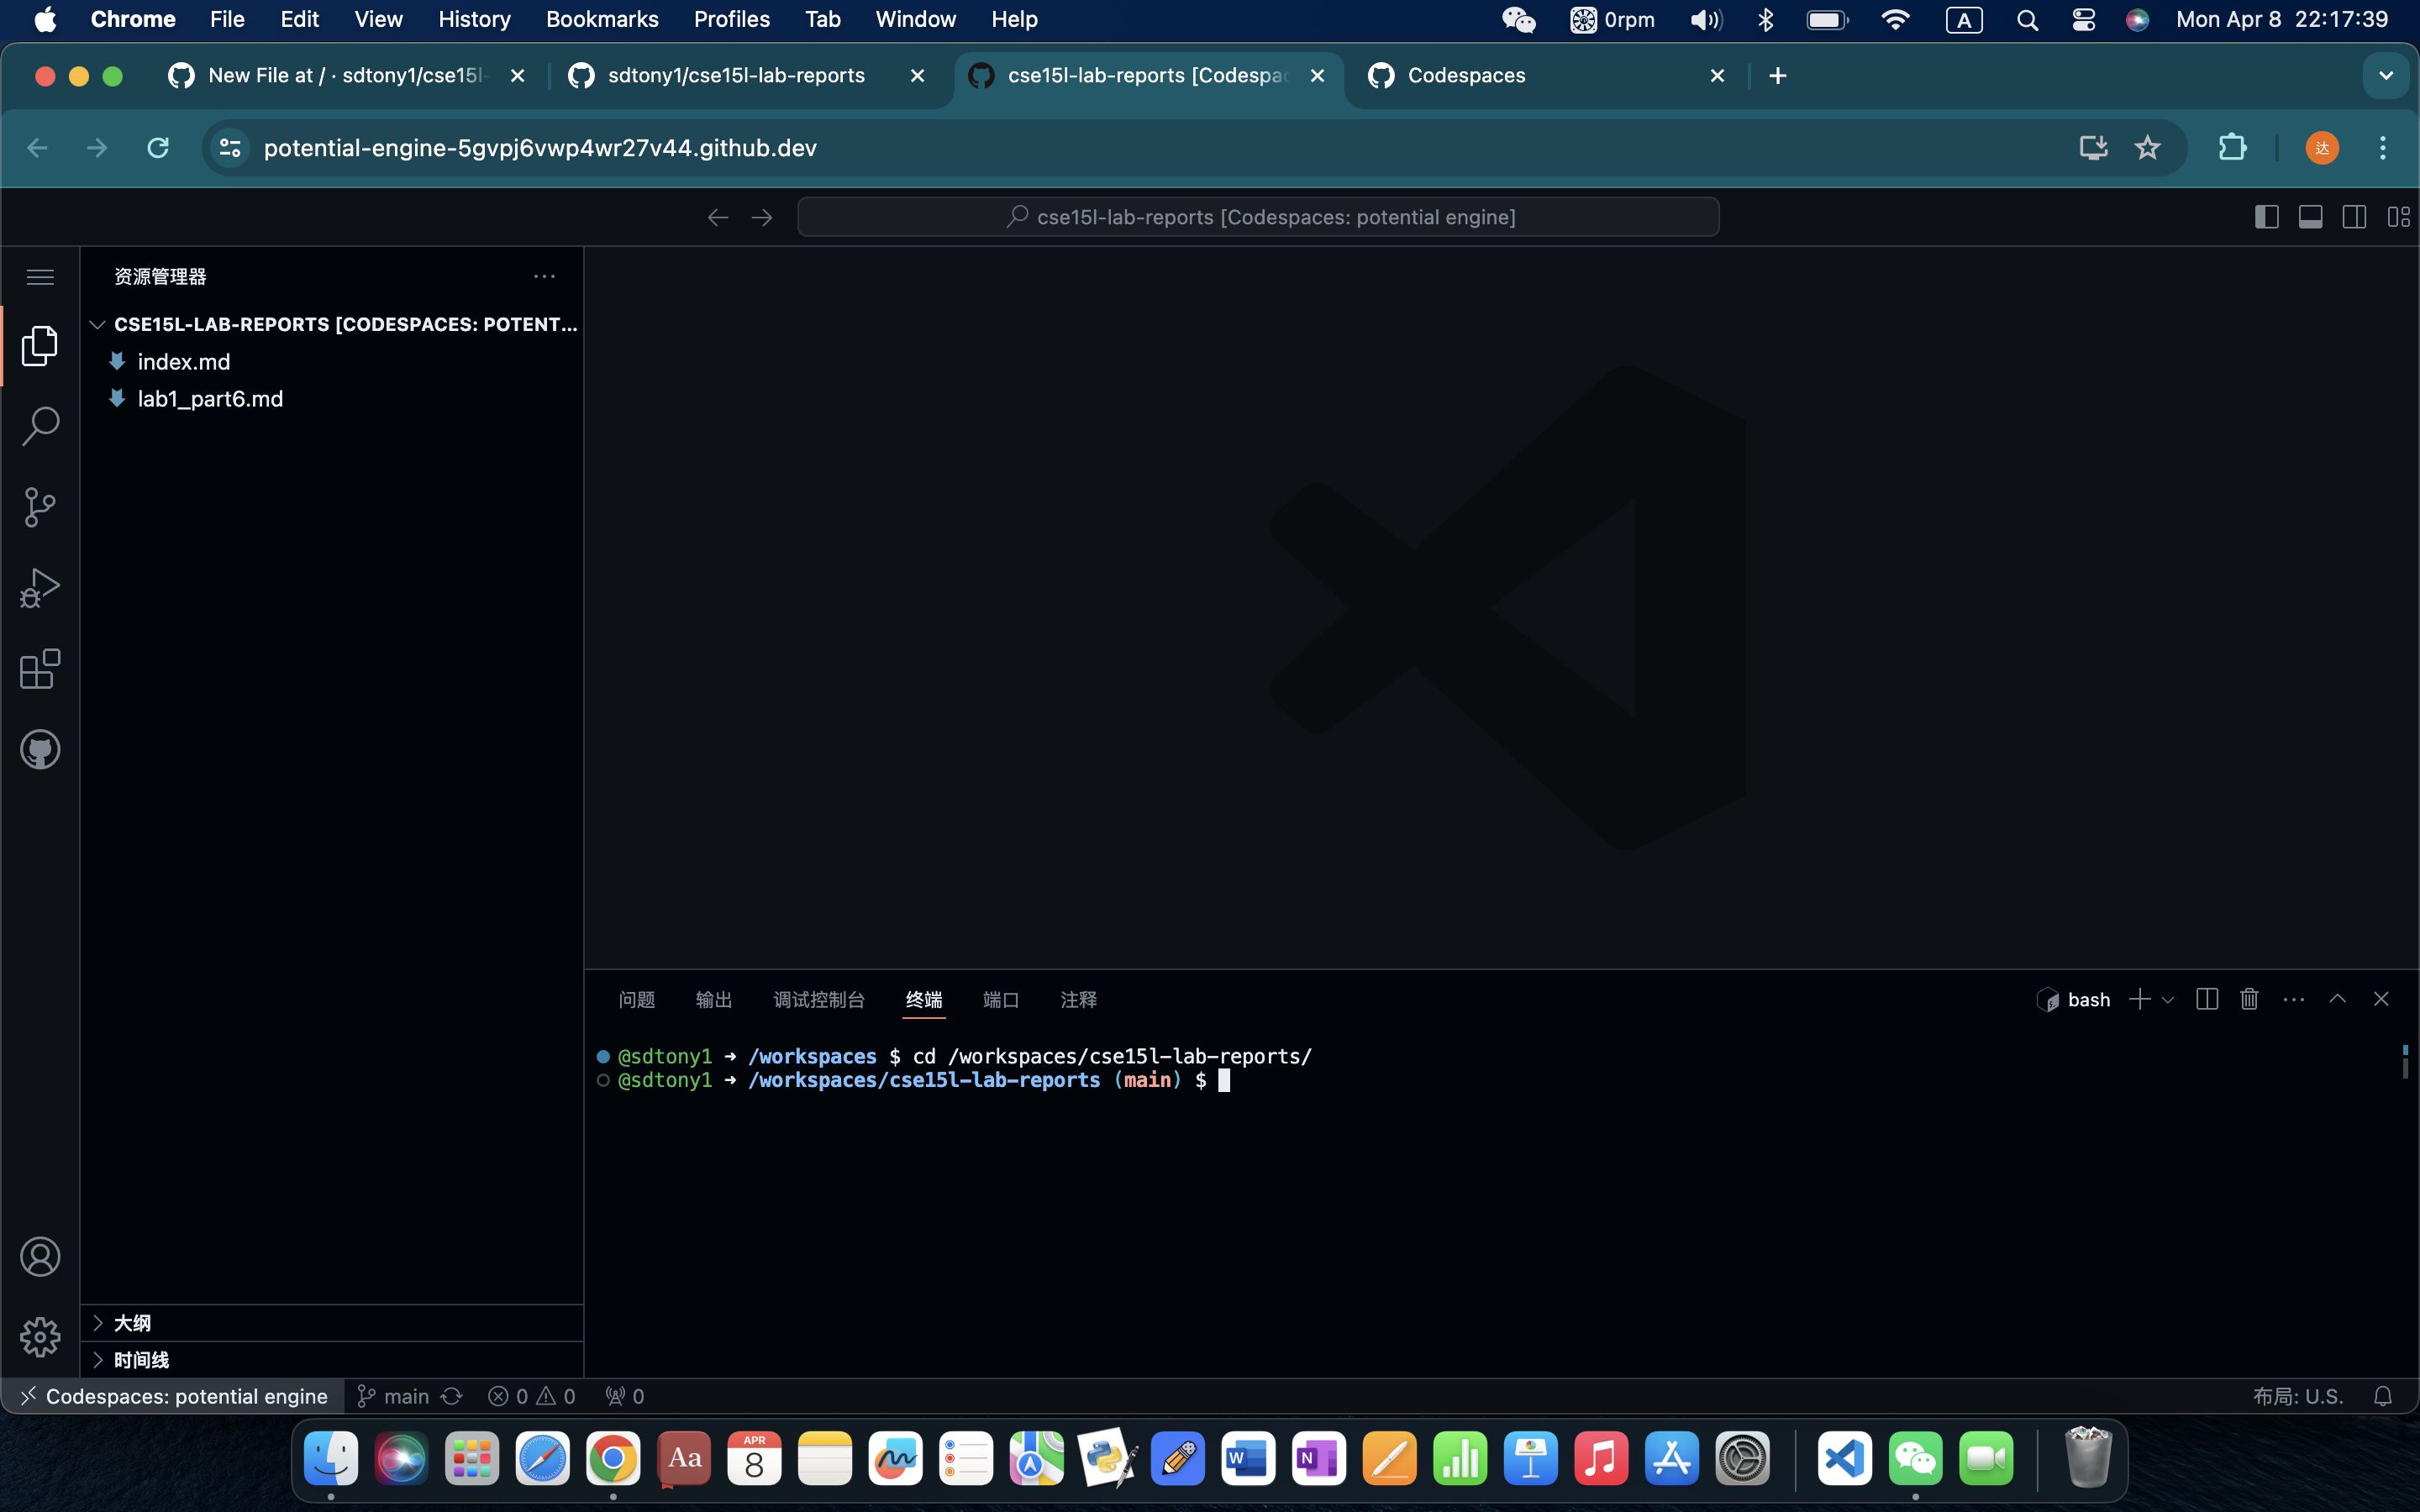 Chrome File Edit View History Bookmarks Profiles Tab Window Help 0rpm A Mon Apr 8 22:17:39
New File at / · sdtony1/cse15l- sdtony1/cse15l-lab-reports cse15l-lab-reports [Codespac Codespaces
potential-engine-5gvpj6vwp4wr27v44.github.dev 达
cse15l-lab-reports [Codespaces: potential engine]
资源管理器
CSE15L-LAB-REPORTS [CODESPACES: POTENT...
index.md
lab1_part6.md
问题 输出 调试控制台 终端 端口 注释 bash
@sdtony1 ➜ /workspaces $ cd /workspaces/cse15l-lab-reports/
@sdtony1 ➜ /workspaces/cse15l-lab-reports (main) $
大纲
时间线
Codespaces: potential engine main 0 0 0 布局: U.S.
Aa APR 8 W N